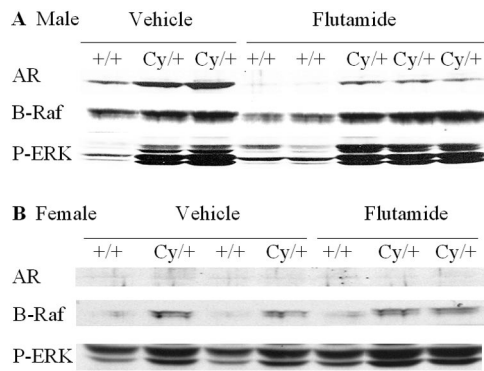 A Male Vehicle Flutamide
+/+ Cy/+ Cy/+ +/+ +/+ Cy/+ Cy/+ Cy/+
AR
B-Raf
P-ERK
B Female Vehicle Flutamide
+/+ Cy/+ +/+ Cy/+ +/+ Cy/+ Cy/+
AR
B-Raf
P-ERK